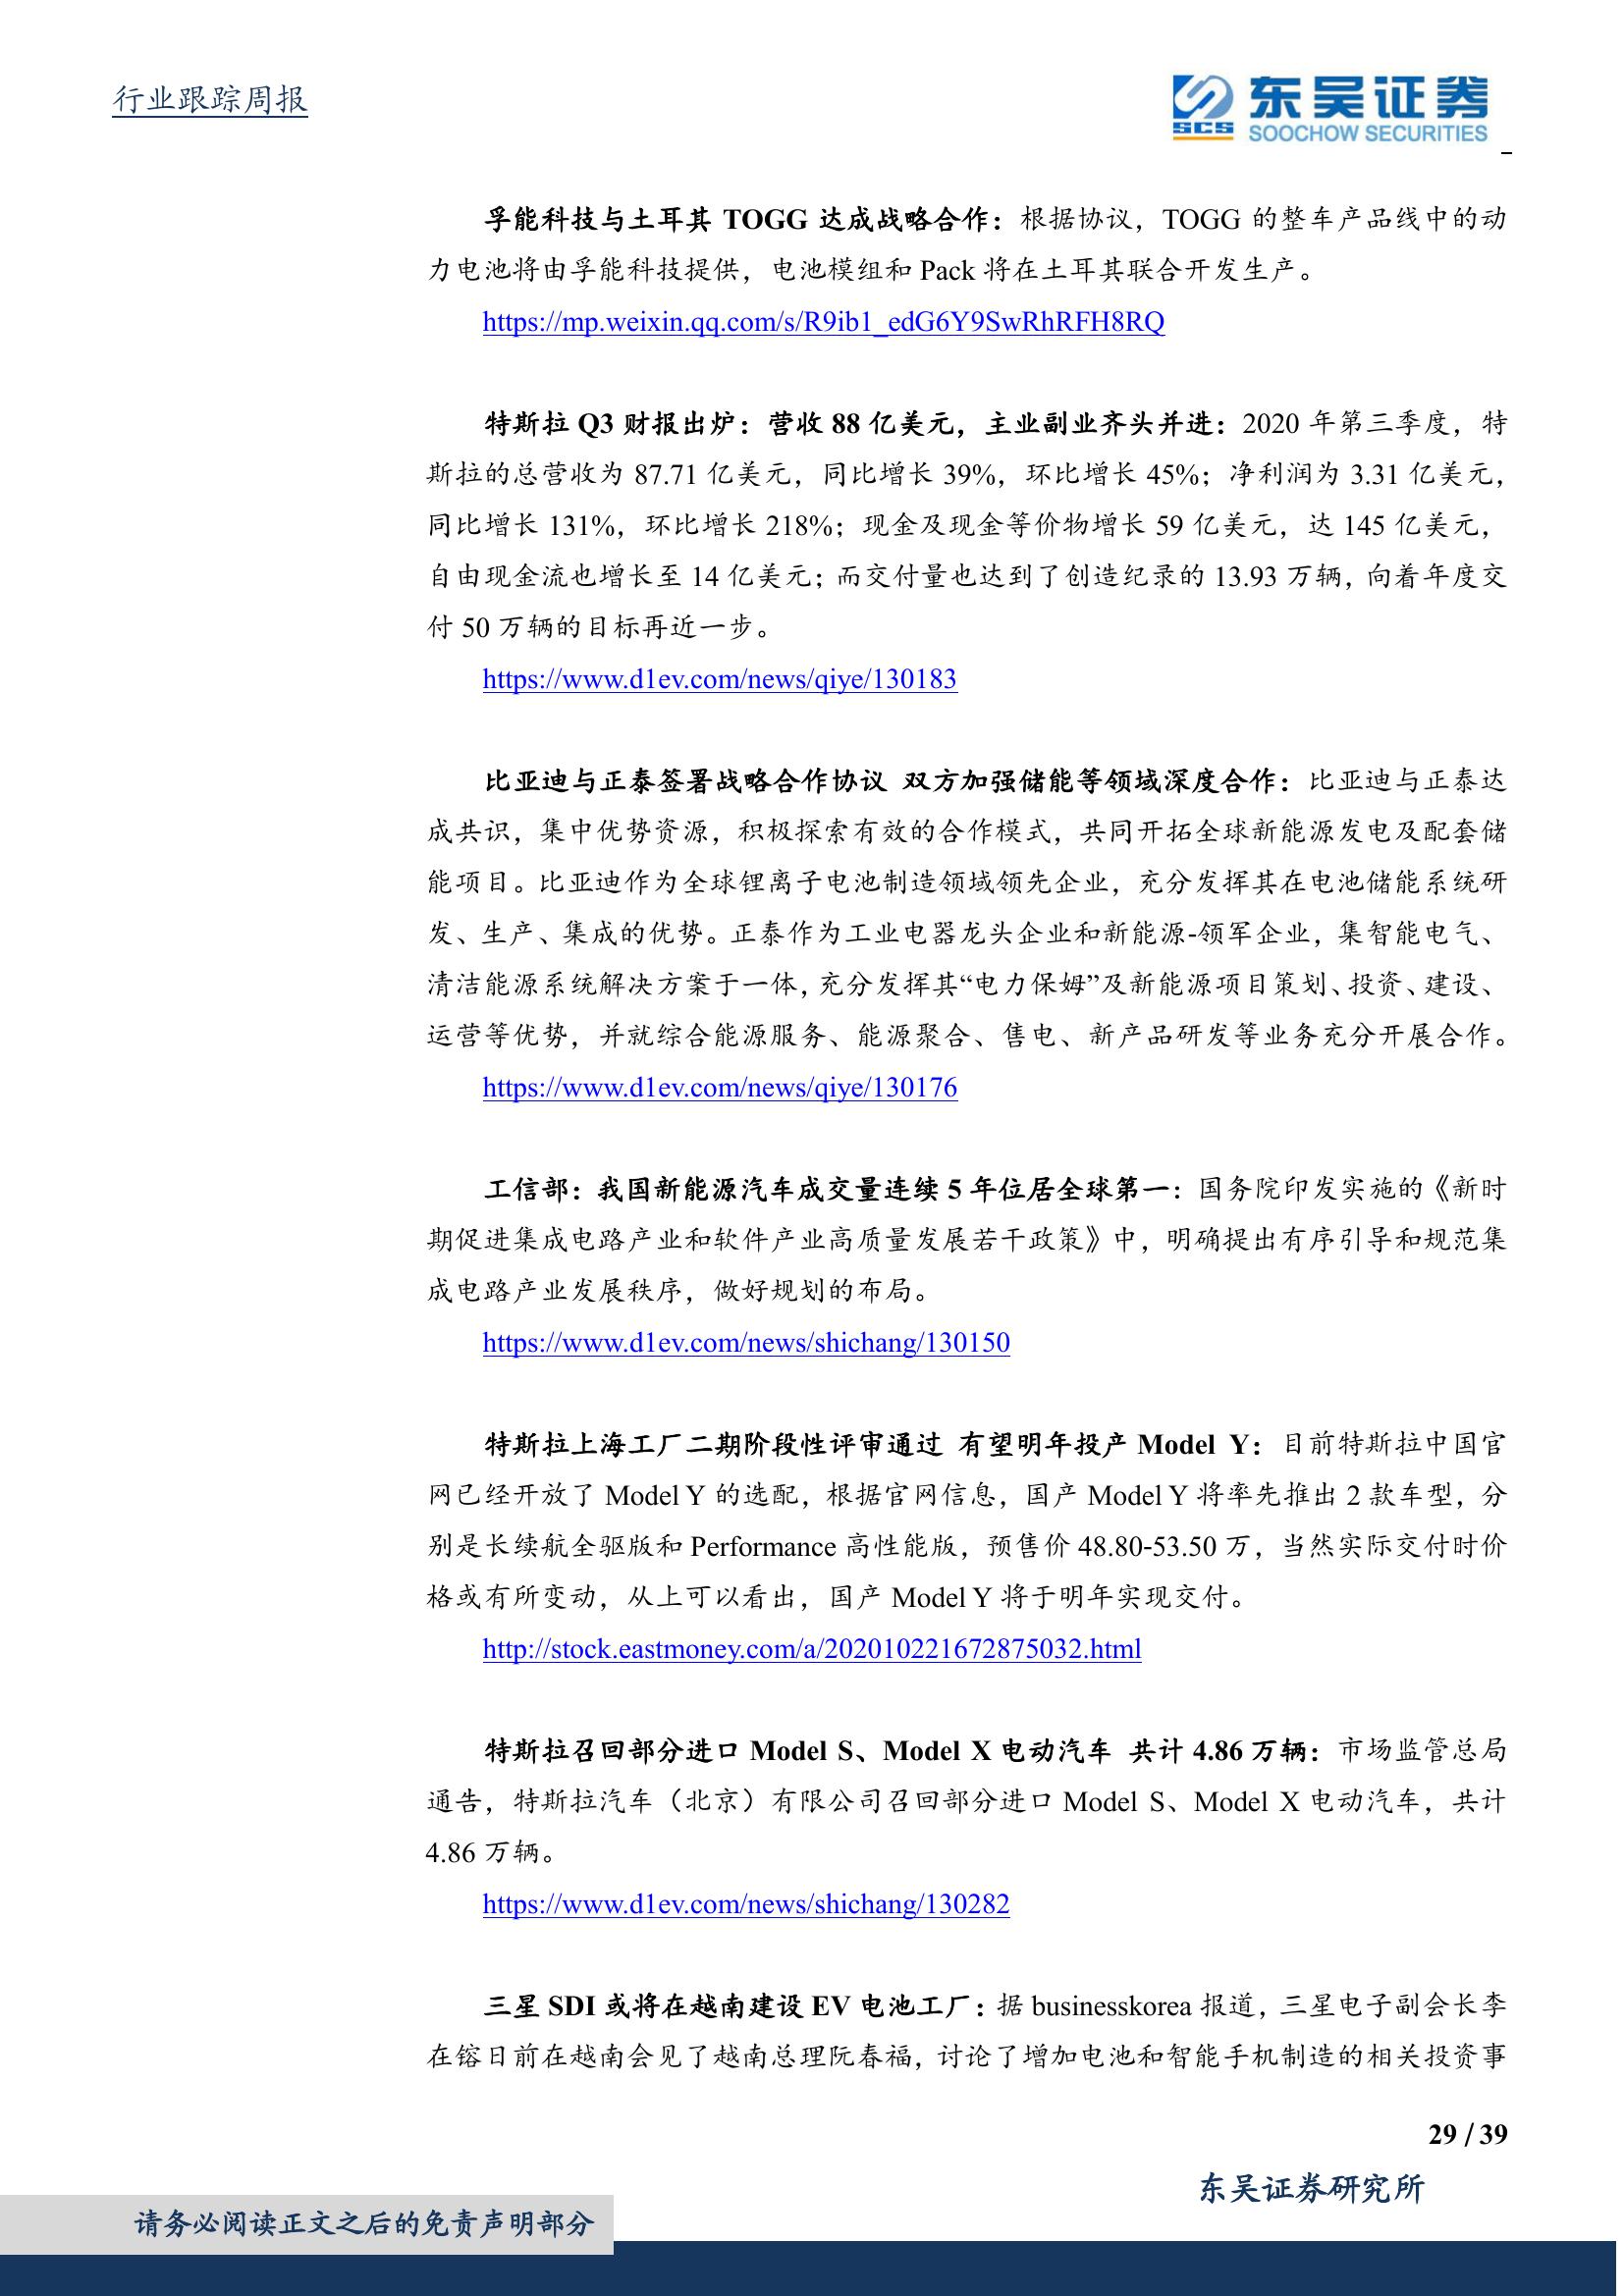 行业跟踪周报
东吴证券
SCS
SOOCHOW SECURITIES
孚能科技与土耳其 TOGG 达成战略合作：根据协议，TOGG 的整车产品线中的动
力电池将由孚能科技提供，电池模组和 Pack 将在土耳其联合开发生产。
https://mp.weixin.qq.com/s/R9ib1_edG6Y9SwRhRFH8RQ
特斯拉 Q3 财报出炉：营收 88 亿美元，主业副业齐头并进：2020 年第三季度，特
斯拉的总营收为 87.71 亿美元，同比增长 39%，环比增长 45%；净利润为 3.31 亿美元，
同比增长 131%，环比增长 218%；现金及现金等价物增长 59 亿美元，达 145 亿美元，
自由现金流也增长至 14 亿美元；而交付量也达到了创造纪录的 13.93 万辆，向着年度交
付 50 万辆的目标再近一步。
https://www.d1ev.com/news/qiye/130183
比亚迪与正泰签署战略合作协议 双方加强储能等领域深度合作：比亚迪与正泰达
成共识，集中优势资源，积极探索有效的合作模式，共同开拓全球新能源发电及配套储
能项目。比亚迪作为全球锂离子电池制造领域领先企业，充分发挥其在电池储能系统研
发、生产、集成的优势。正泰作为工业电器龙头企业和新能源-领军企业，集智能电气、
清洁能源系统解决方案于一体，充分发挥其“电力保姆”及新能源项目策划、投资、建设、
运营等优势，并就综合能源服务、能源聚合、售电、新产品研发等业务充分开展合作。
https://www.d1ev.com/news/qiye/130176
工信部：我国新能源汽车成交量连续 5 年位居全球第一：国务院印发实施的《新时
期促进集成电路产业和软件产业高质量发展若干政策》中，明确提出有序引导和规范集
成电路产业发展秩序，做好规划的布局。
https://www.d1ev.com/news/shichang/130150
特斯拉上海工厂二期阶段性评审通过 有望明年投产 Model Y：目前特斯拉中国官
网已经开放了 Model Y 的选配，根据官网信息，国产 Model Y 将率先推出 2 款车型，分
别是长续航全驱版和 Performance 高性能版，预售价 48.80-53.50 万，当然实际交付时价
格或有所变动，从上可以看出，国产 Model Y 将于明年实现交付。
http://stock.eastmoney.com/a/202010221672875032.html
特斯拉召回部分进口 Model S、Model X 电动汽车 共计 4.86 万辆：市场监管总局
通告，特斯拉汽车（北京）有限公司召回部分进口 Model S、Model X 电动汽车，共计
4.86 万辆。
https://www.d1ev.com/news/shichang/130282
三星 SDI 或将在越南建设 EV 电池工厂：据 businesskorea 报道，三星电子副会长李
在镕日前在越南会见了越南总理阮春福，讨论了增加电池和智能手机制造的相关投资事
29 / 39
东吴证券研究所
请务必阅读正文之后的免责声明部分